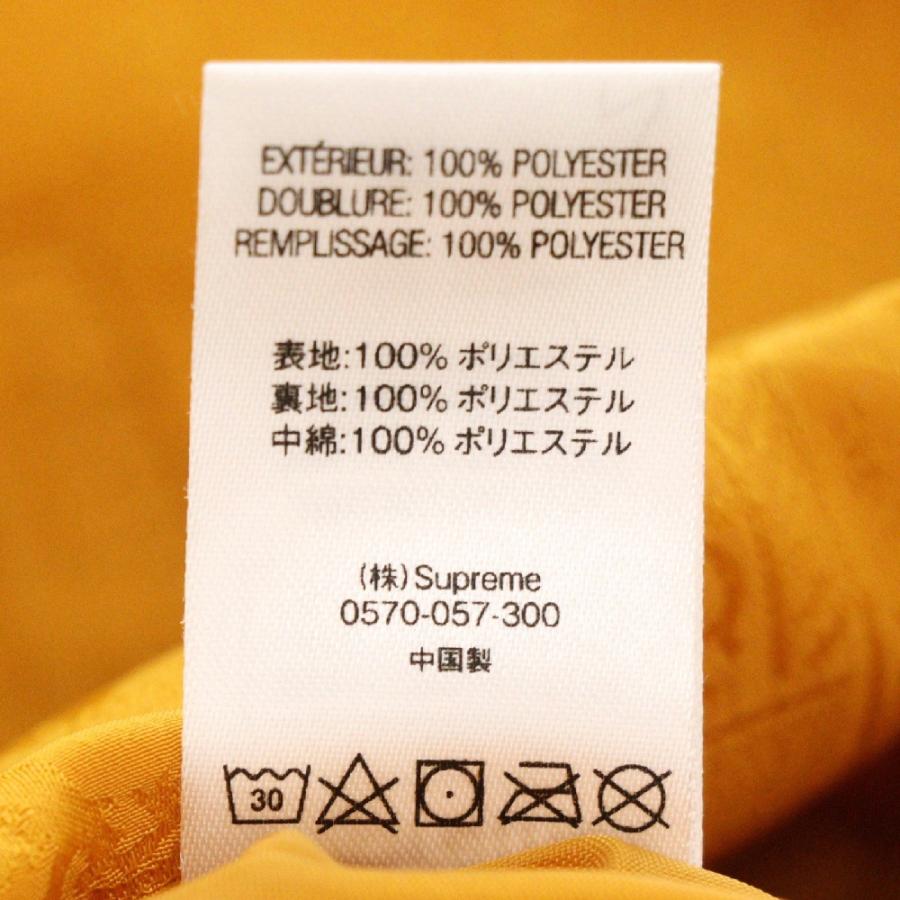 EXTÉRIEUR: 100% POLYESTER
DOUBLURE: 100% POLYESTER
REMPLISSAGE: 100% POLYESTER
表地:100% ポリエステル
裏地:100% ポリエステル
中綿:100% ポリエステル
(株)Supreme
0570-057-300
中国製
30